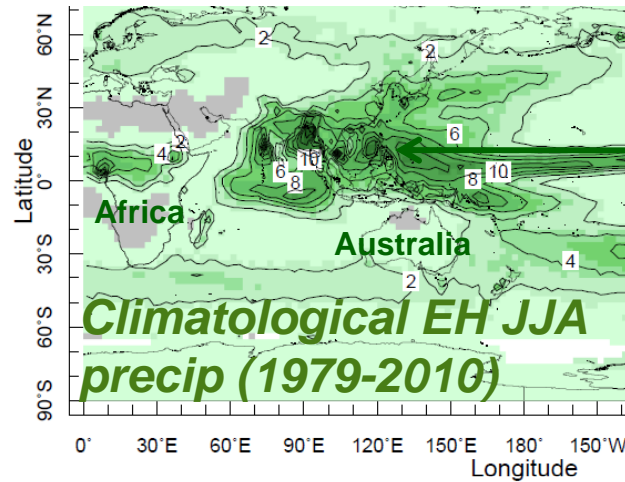 60˚N
30˚N
0˚
30˚S
60˚S
90˚S
Latitude
2
2
2
4
6
10
8
6
8
10
4
2
Africa
Australia
Climatological EH JJA
precip (1979-2010)
0˚ 30˚E 60˚E 90˚E 120˚E 150˚E 180˚ 150˚W
Longitude